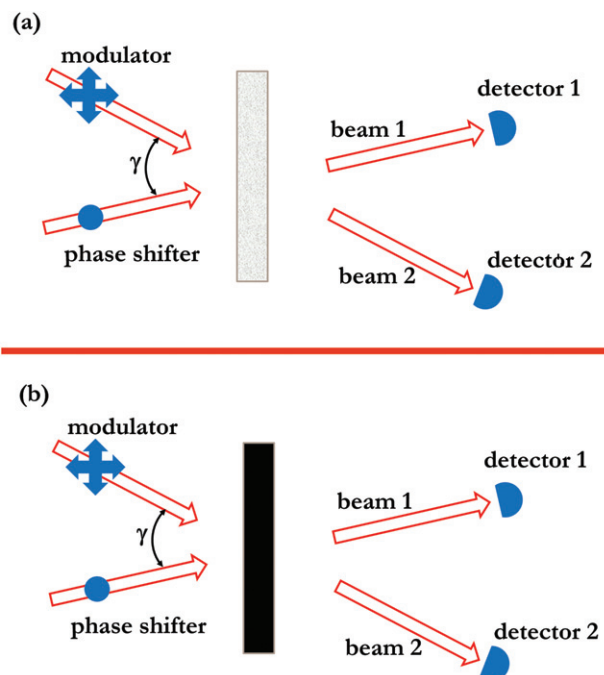 (a)
modulator
detector 1
beam 1
γ
phase shifter
beam 2
detector 2
(b)
modulator
detector 1
beam 1
γ
phase shifter
beam 2
detector 2